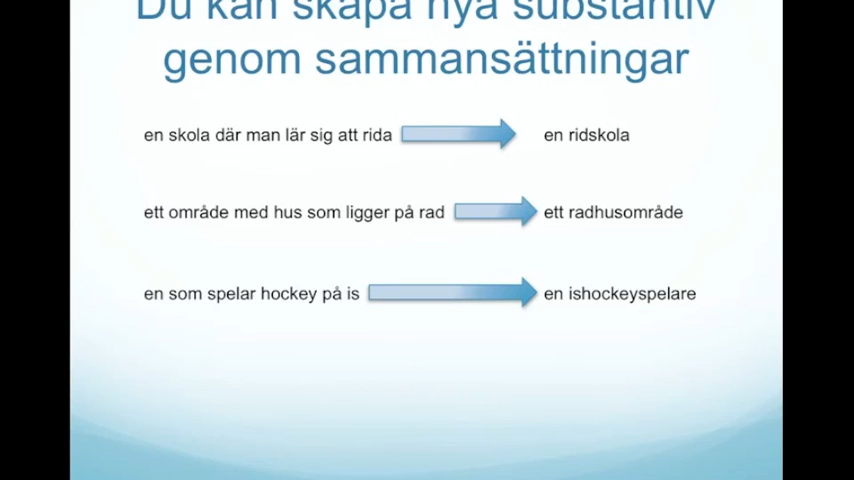 Du kan skapa nya substantiv
genom sammansättningar
en skola där man lär sig att rida en ridskola
ett område med hus som ligger på rad ett radhusområde
en som spelar hockey på is en ishockeyspelare